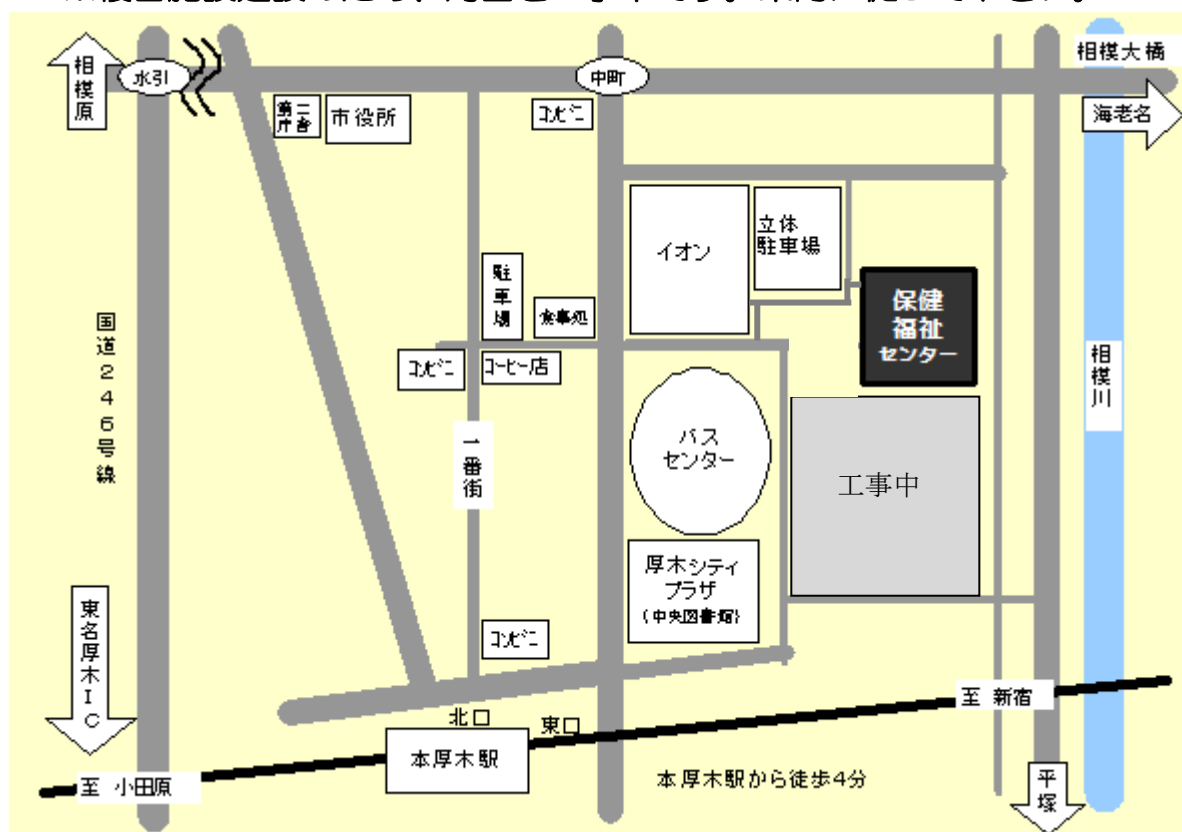 相模大橋
相模原
水引
中町
海老名
第二
庁舎
市役所
コンビニ
イオン
立体
駐車場
保健
福祉
センター
駐車場
食事処
国道246号線
コンビニ
コーヒー店
相模川
バス
センター
一番街
工事中
厚木シティ
プラザ
(中央図書館)
東名厚木IC
コンビニ
至 新宿
北口
東口
本厚木駅
至 小田原
本厚木駅から徒歩4分
平塚